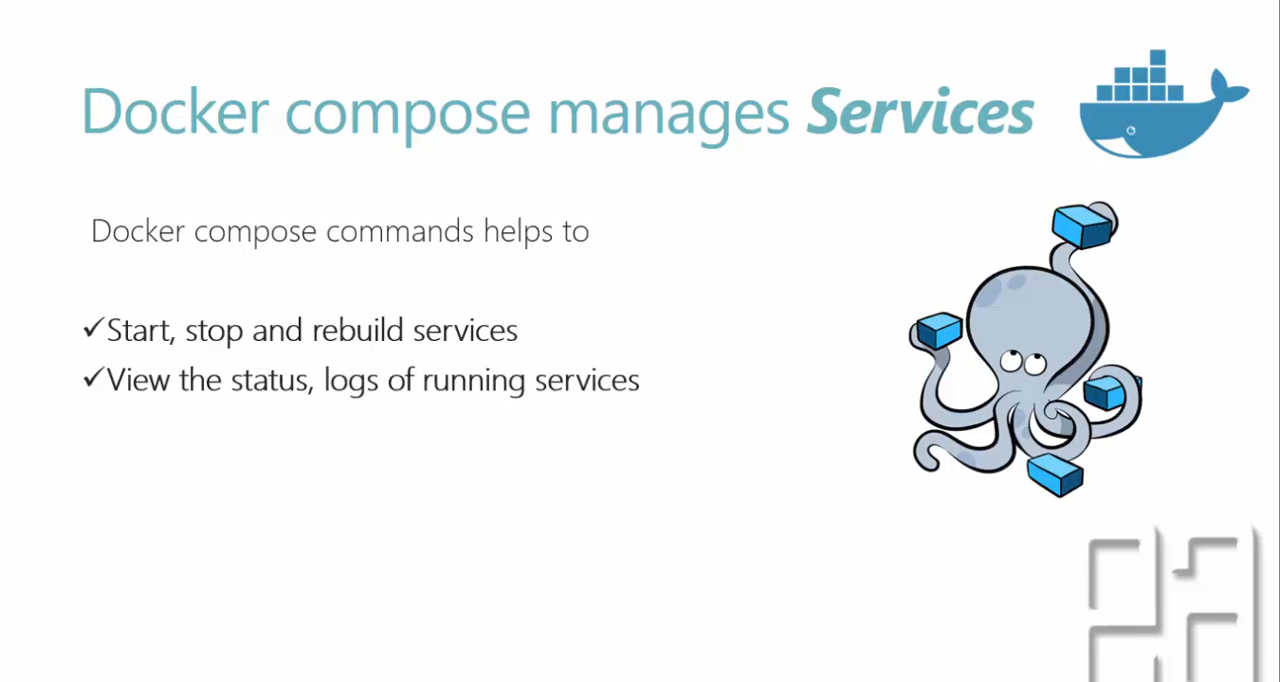 Docker compose manages Services
Docker compose commands helps to
✓Start, stop and rebuild services
✓View the status, logs of running services